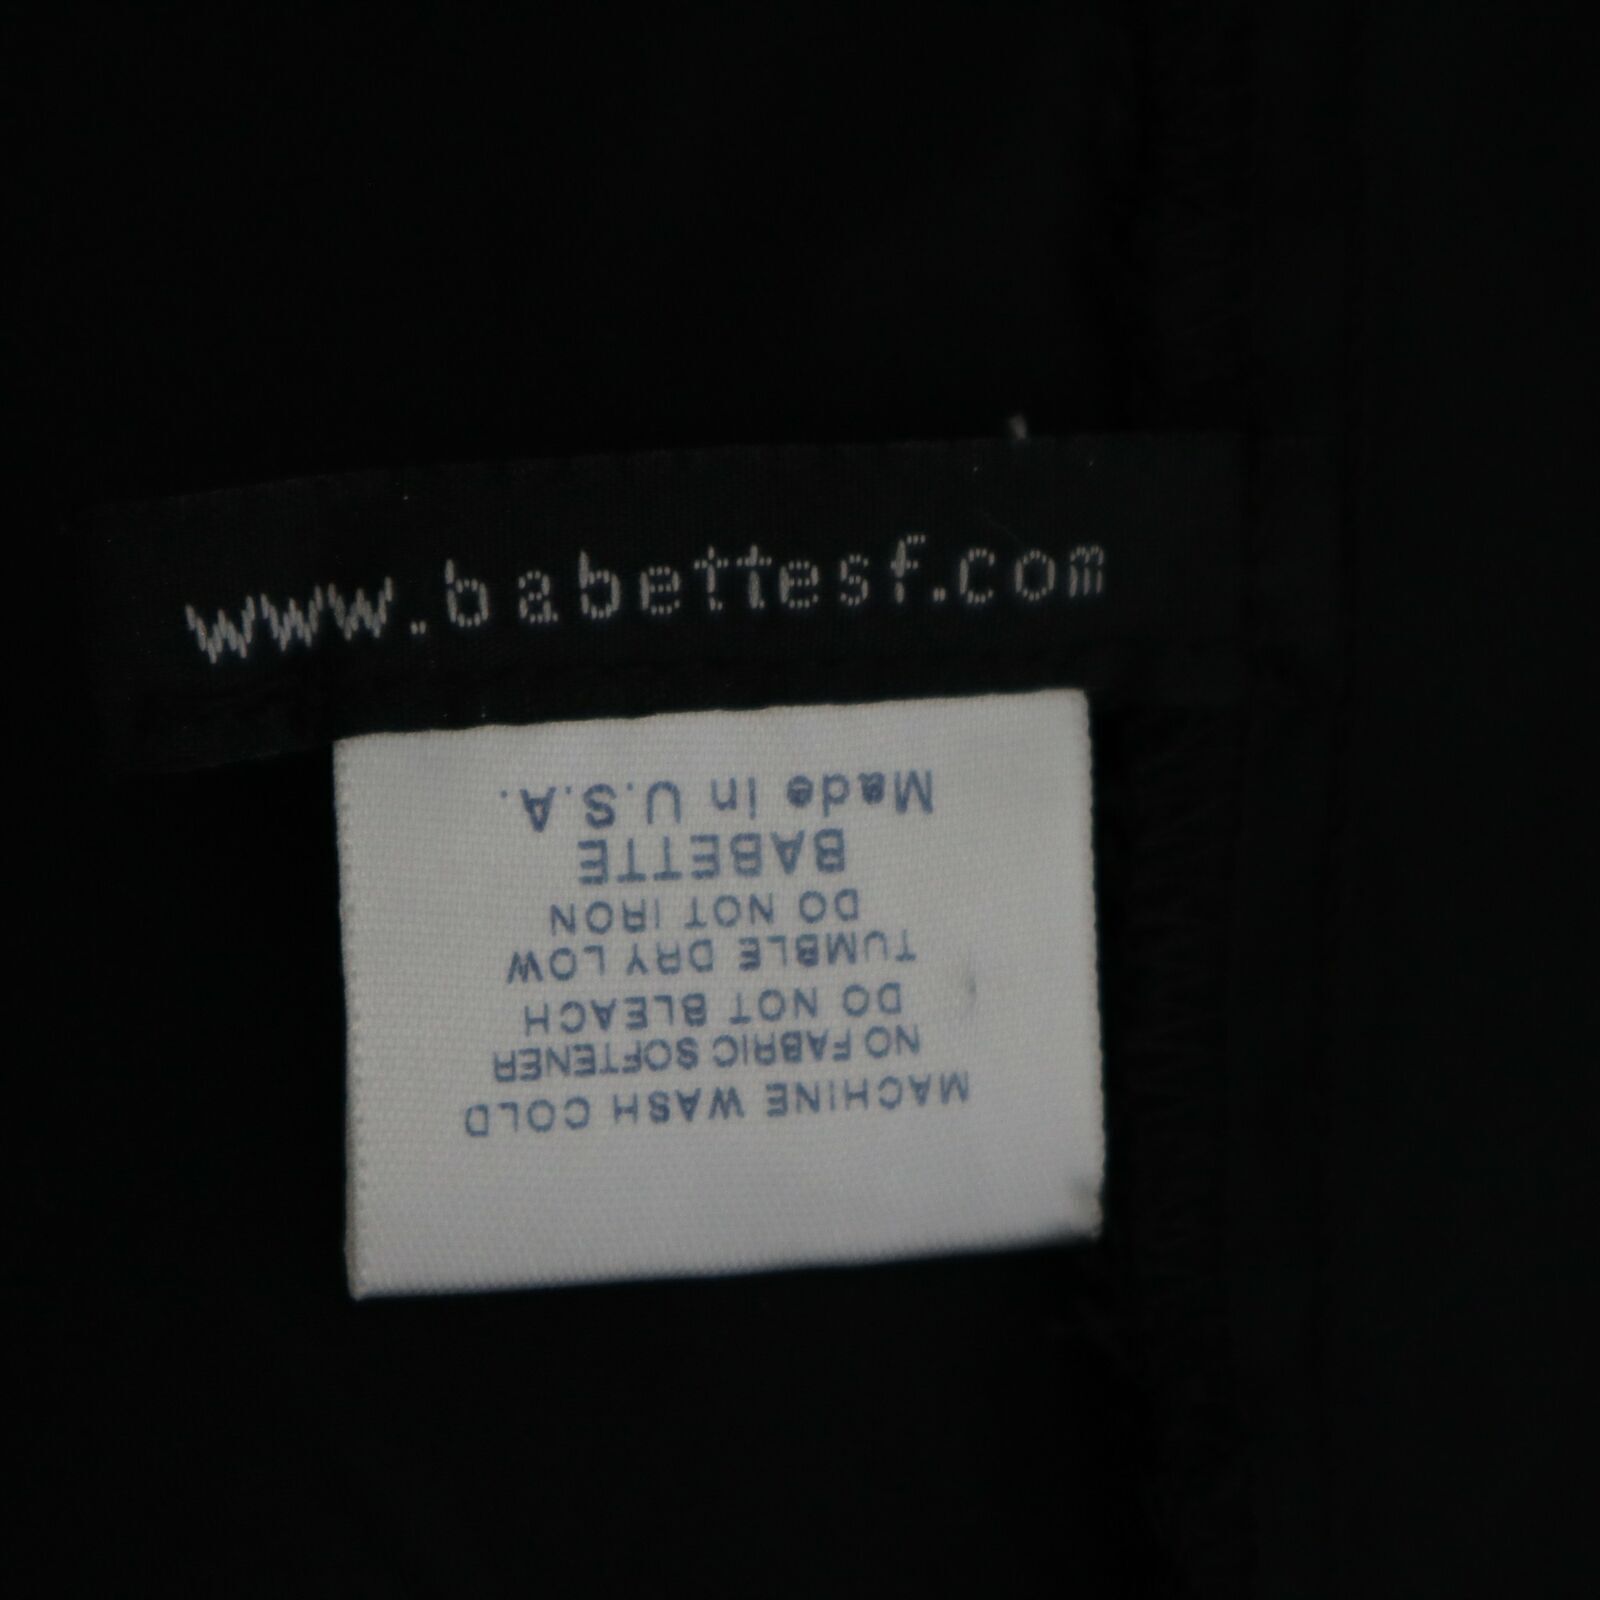 www.babettesf.com
MACHINE WASH COLD
NO FABRIC SOFTENER
DO NOT BLEACH
TUMBLE DRY LOW
DO NOT IRON
BABETTE
Made in U.S.A.